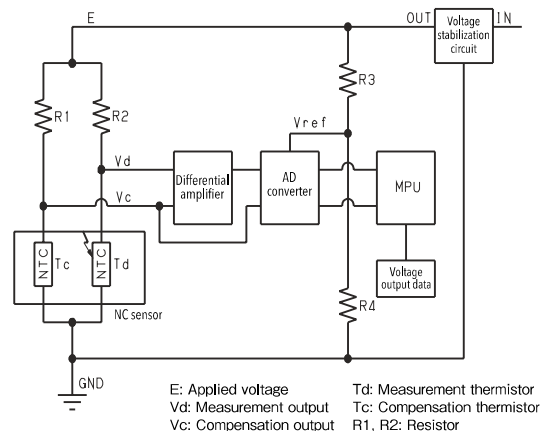 E
OUT
Voltage
stabilization
circuit
IN
R1
R2
R3
Vref
Vd
Vc
Differential
amplifier
AD
converter
MPU
NTC
Tc
NTC
Td
Voltage
output data
NC sensor
R4
GND
E: Applied voltage
Td: Measurement thermistor
Vd: Measurement output
Tc: Compensation thermistor
Vc: Compensation output
R1, R2: Resistor